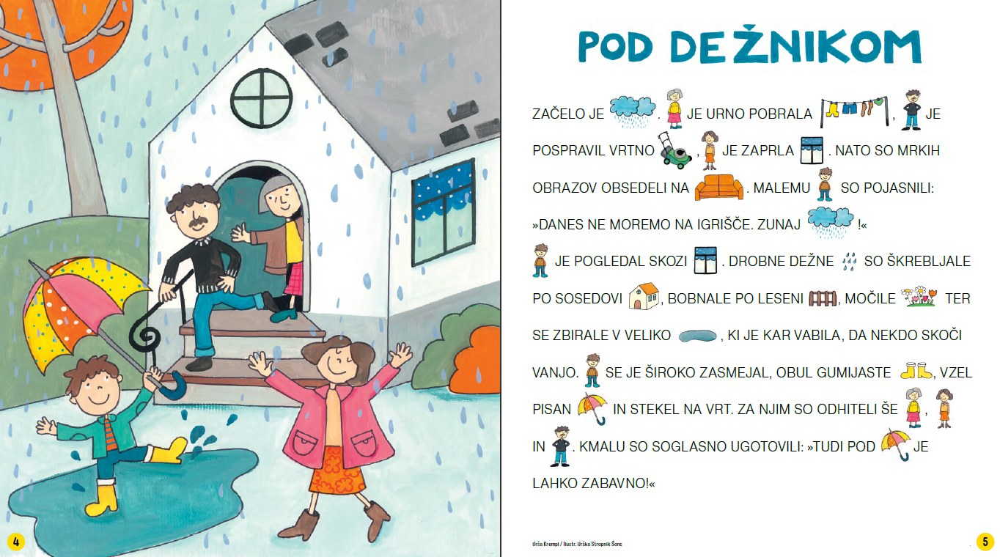 POD DEŽNIKOM
ZAČELO JE . JE URNO POBRALA , JE
POSPRAVIL VRTNO , JE ZAPRLA . NATO SO MRKIH
OBRAZOV OBSEDELI NA . MALEMU SO POJASNILI:
»DANES NE MOREMO NA IGRIŠČE. ZUNAJ !«
JE POGLEDAL SKOZI . DROBNE DEŽNE SO ŠKREBLJALE
PO SOSEDOVI , BOBNALE PO LESENI , MOČILE TER
SE ZBIRALE V VELIKO , KI JE KAR VABILA, DA NEKDO SKOČI
VANJO. SE JE ŠIROKO ZASMEJAL, OBUL GUMIJASTE , VZEL
PISAN IN STEKEL NA VRT. ZA NJIM SO ODHITELI ŠE ,
IN . KMALU SO SOGLASNO UGOTOVILI: »TUDI POD JE
LAHKO ZABAVNO!«
Urša Krempl / Ilustr. Urška Stropnik Šonc
4
5